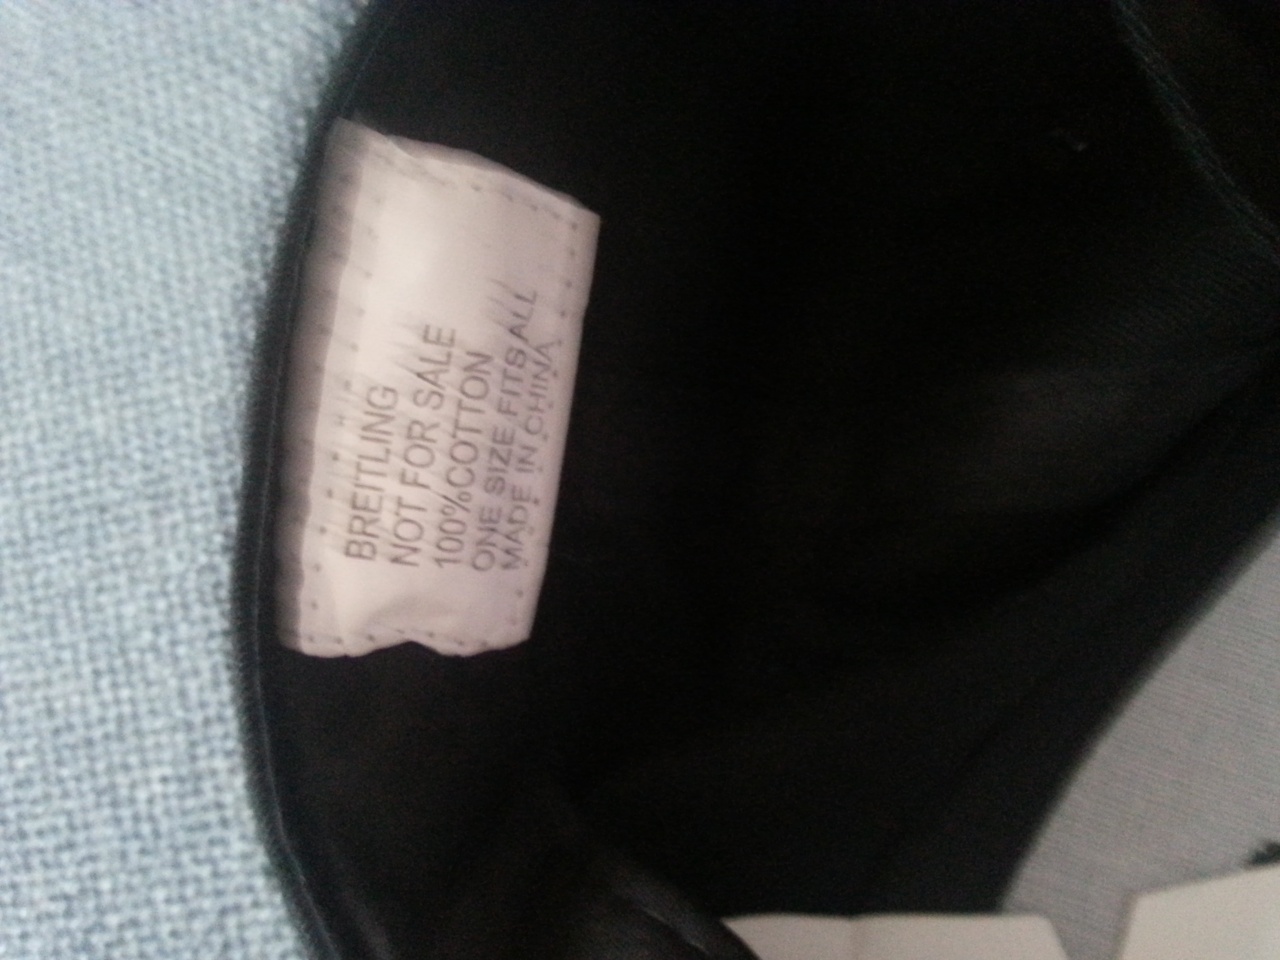 BREITLING
NOT FOR SALE
100%COTTON
ONE SIZE FITS ALL
MADE IN CHINA